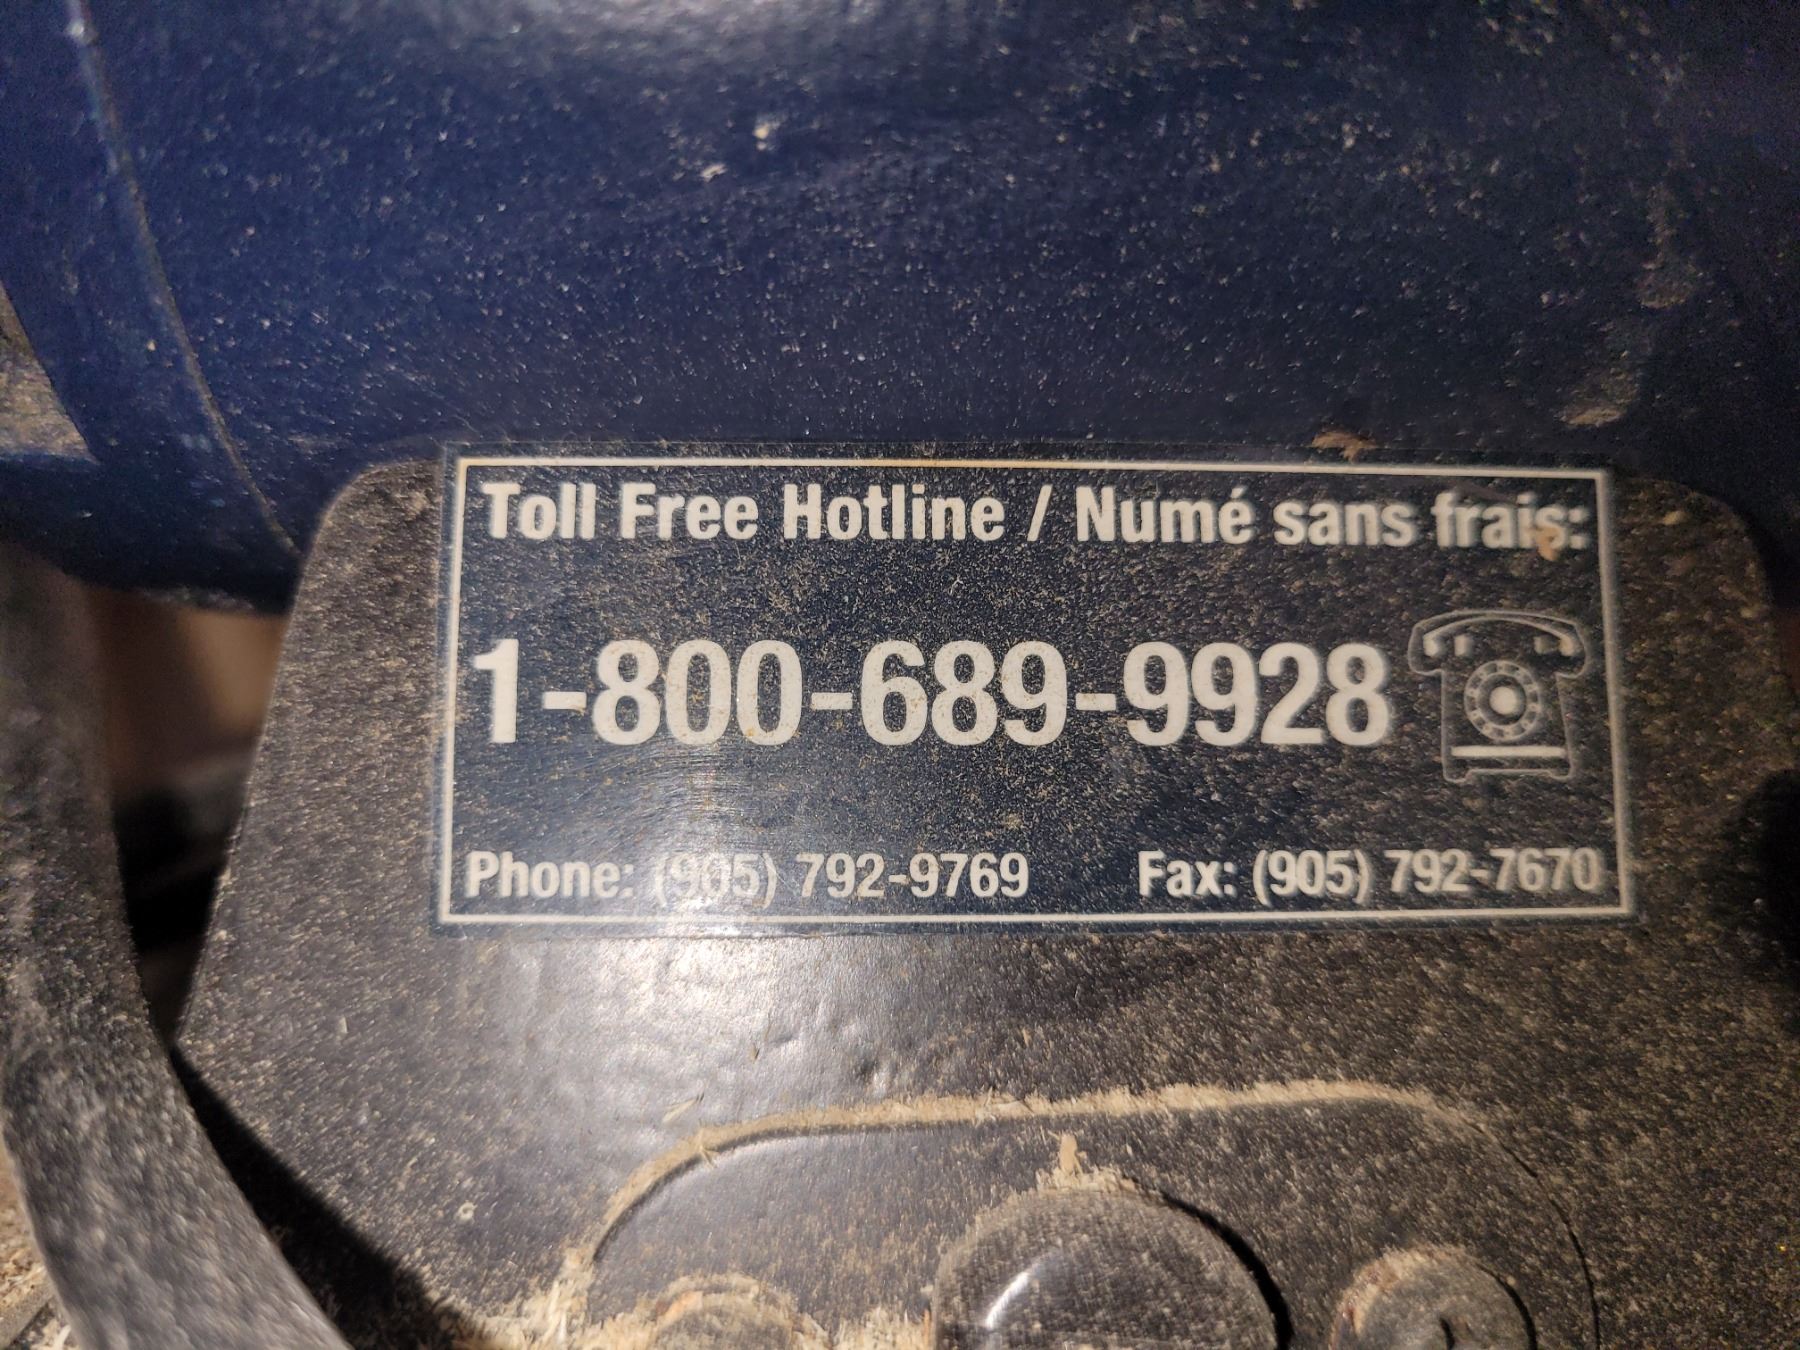 Toll Free Hotline / Numé sans frais:
1-800-689-9928
Phone: (905) 792-9769 Fax: (905) 792-7670